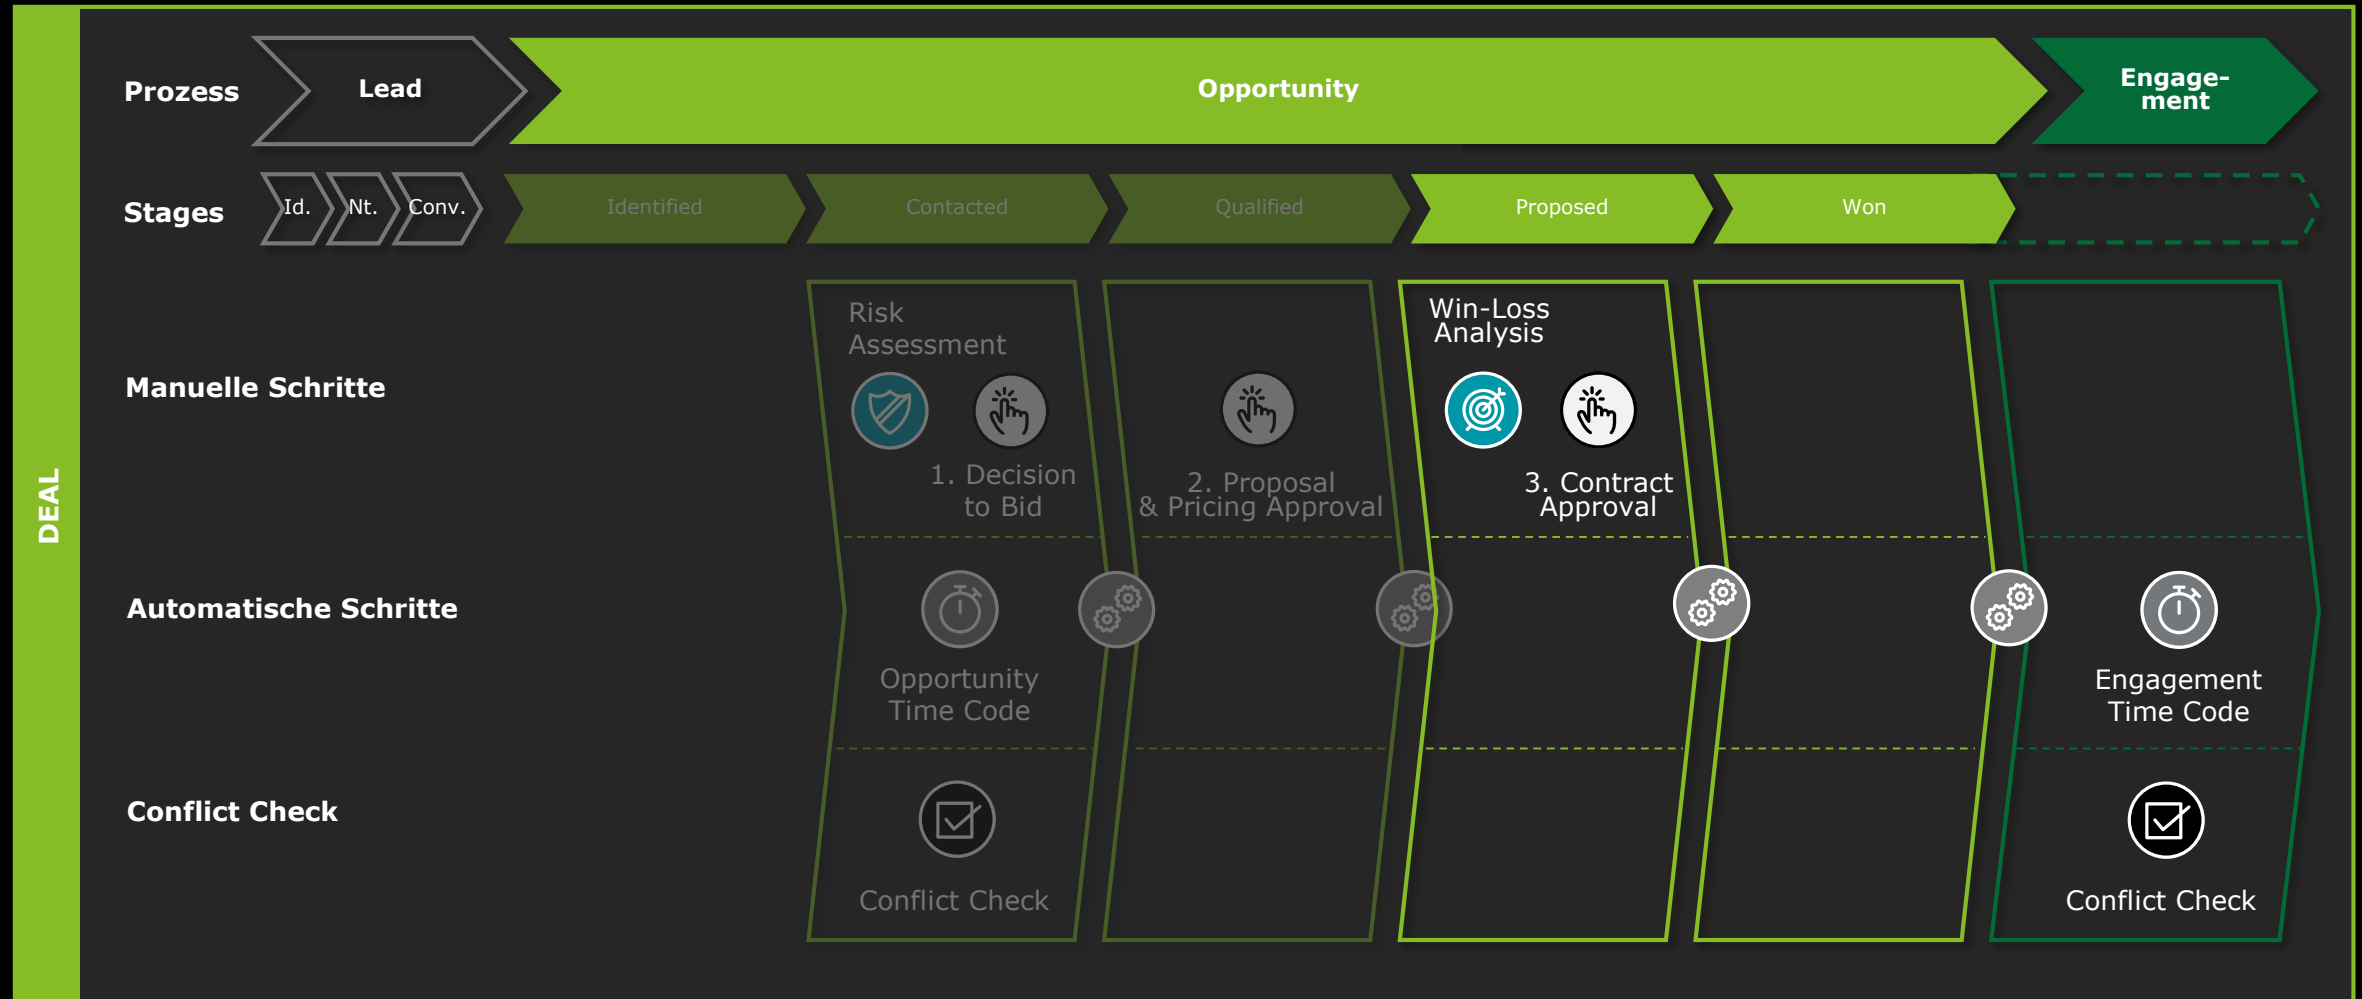 DEAL
Prozess
Lead
Opportunity
Engage-
ment
Stages
Id.
Nt.
Conv.
Identified
Contacted
Qualified
Proposed
Won
Manuelle Schritte
Risk
Assessment
1. Decision
to Bid
2. Proposal
& Pricing Approval
Win-Loss
Analysis
3. Contract
Approval
Automatische Schritte
Opportunity
Time Code
Engagement
Time Code
Conflict Check
Conflict Check
Conflict Check